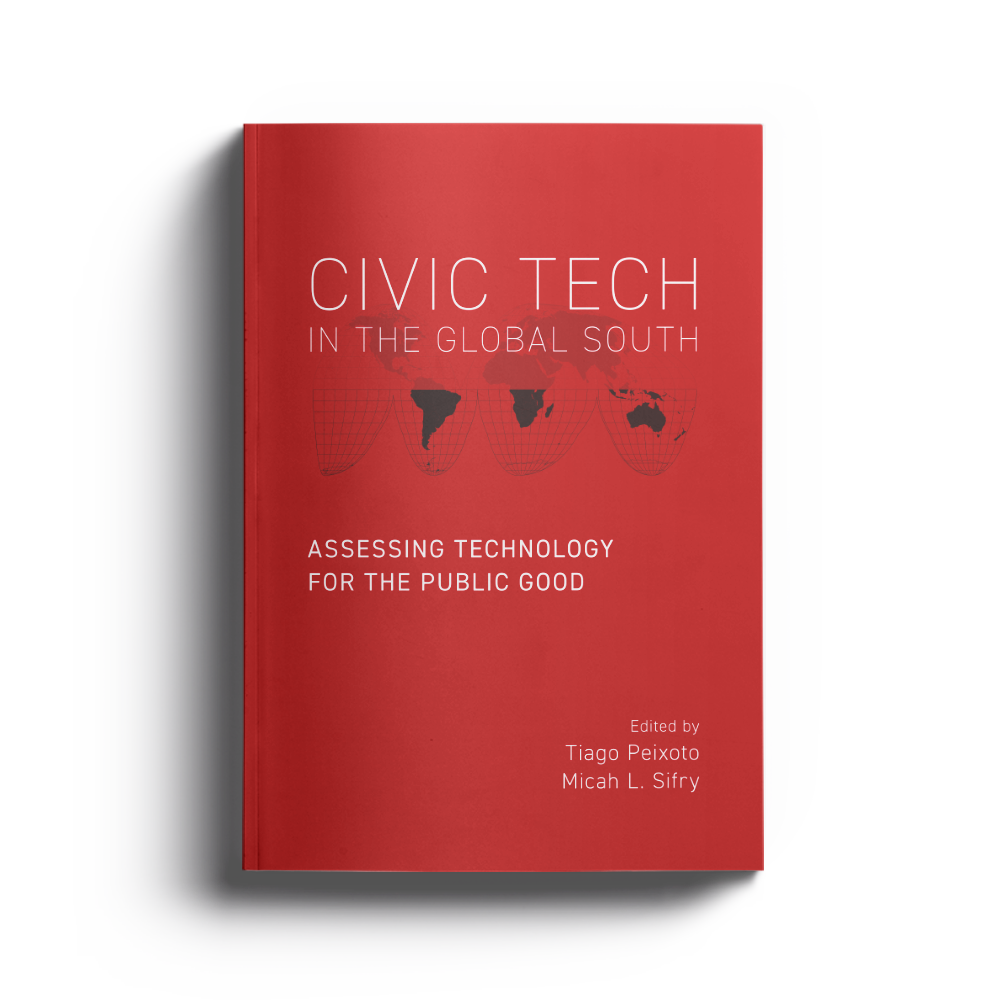 CIVIC TECH
IN THE GLOBAL SOUTH
ASSESSING TECHNOLOGY
FOR THE PUBLIC GOOD
Edited by
Tiago Peixoto
Micah L. Sifry